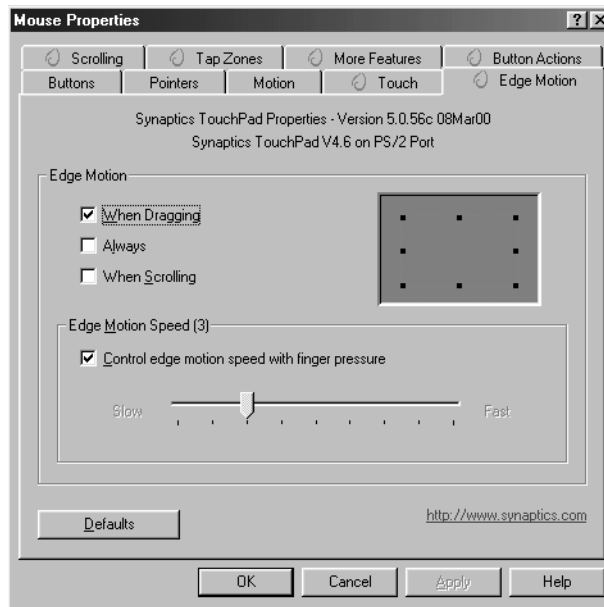 Mouse Properties
Scrolling Tap Zones More Features Button Actions
Buttons Pointers Motion Touch Edge Motion
Synaptics TouchPad Properties - Version 5.0.56c 08Mar00
Synaptics TouchPad V4.6 on PS/2 Port
Edge Motion
When Dragging
Always
When Scrolling
Edge Motion Speed (3)
Control edge motion speed with finger pressure
Slow Fast
Defaults
http://www.synaptics.com
OK Cancel Apply Help